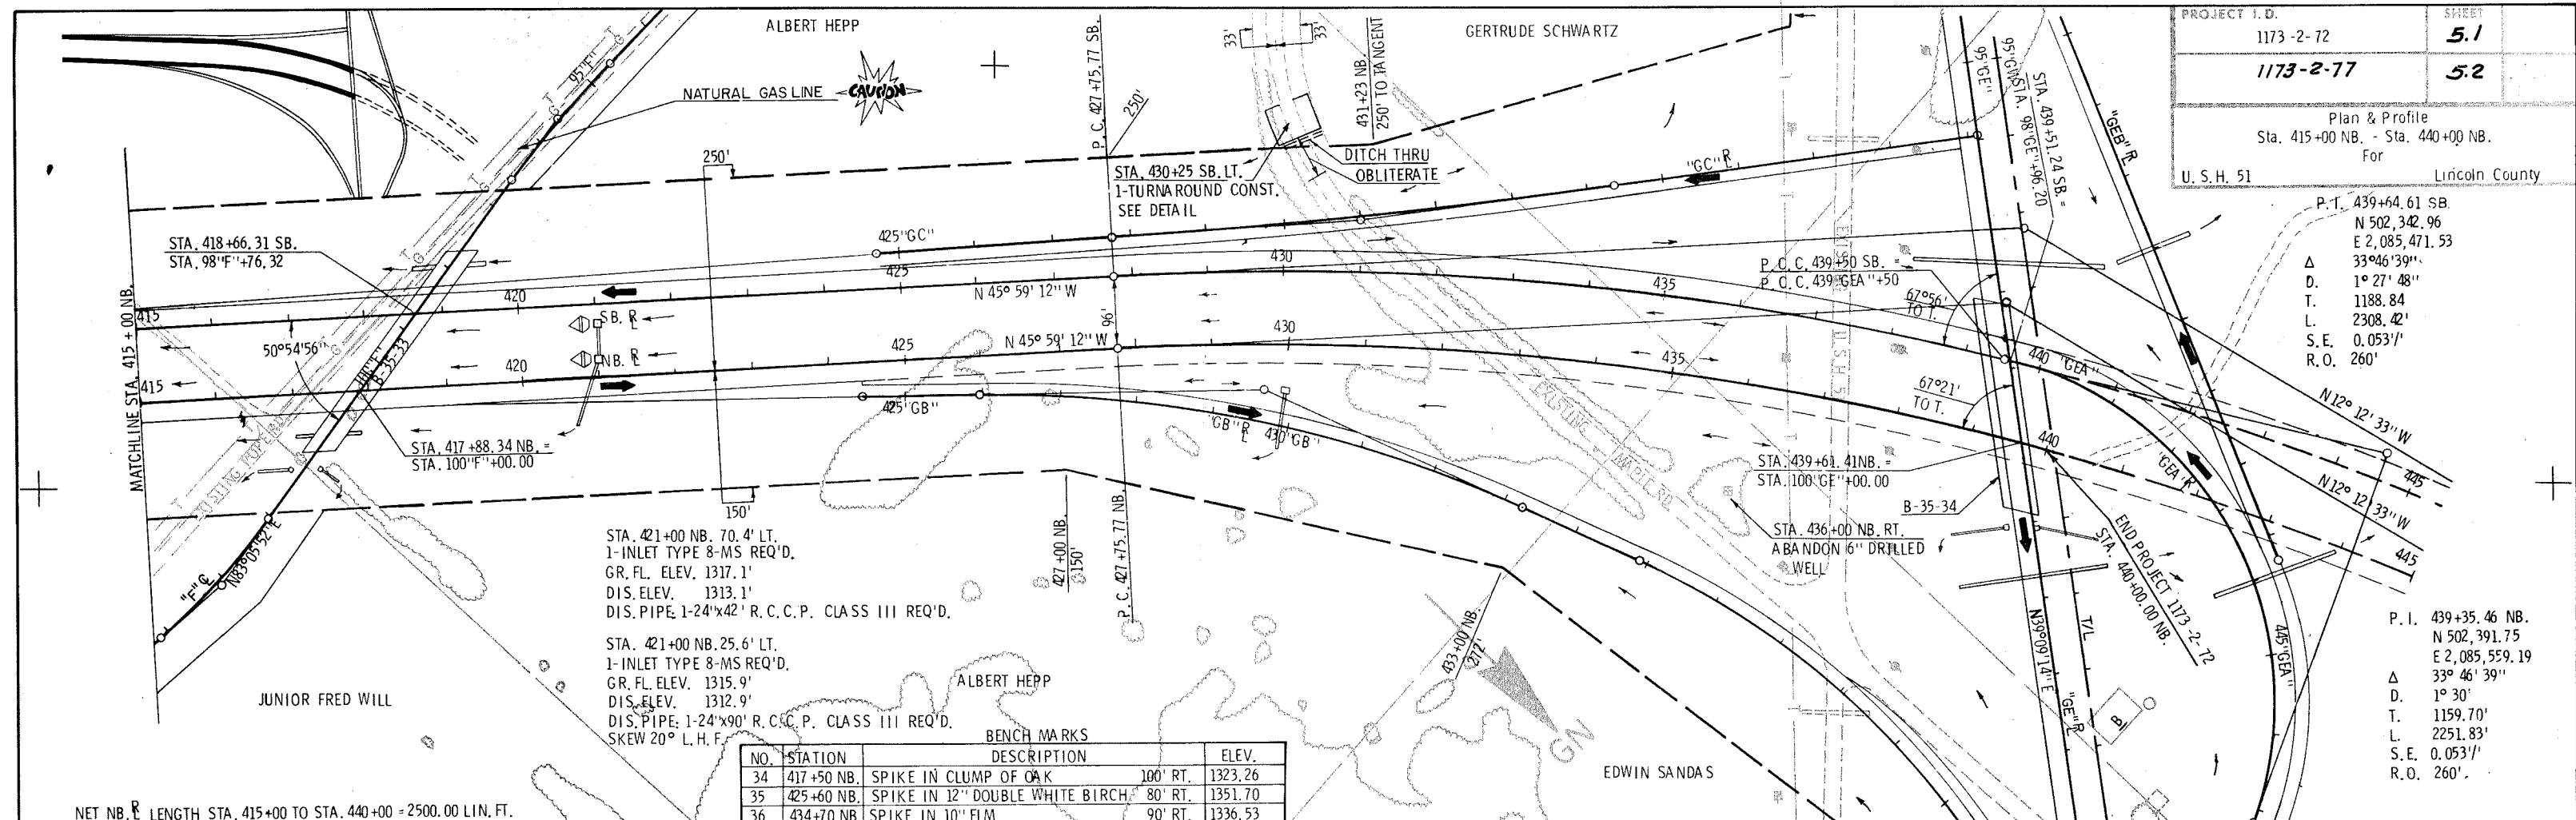 PROJECT I.D.
SHEET
1173-2-72
5.1
1173-2-77
5.2
Plan & Profile
Sta. 415+00 NB. - Sta. 440+00 NB.
For
U.S.H. 51
Lincoln County
ALBERT HEPP
GERTRUDE SCHWARTZ
NATURAL GAS LINE
CAUTION
95"F"
P.C. 427+75.77 SB.
250'
33'
33'
431+23 NB.
250' TO TANGENT
250'
STA. 430+25 SB. LT.
1-TURNAROUND CONST.
SEE DETAIL
DITCH THRU
OBLITERATE
"GC" R/L
95"GE"
STA. 439+51.24 SB. =
STA. 98"GE"+96.20
"GEB" R/L
MATCHLINE STA. 415+00 NB.
STA. 418+66.31 SB.
STA. 98"F"+76.32
425"GC"
415
420
425
430
435
N 45° 59' 12" W
P.C.C. 439+50 SB. =
P.C.C. 439"GEA"+50
67°56'
TO T.
440
"GEA"
P.T. 439+64.61 SB.
N 502,342.96
E 2,085,471.53
Δ 33°46'39"
D. 1° 27' 48"
T. 1188.84
L. 2308.42'
S.E. 0.053'/'
R.O. 260'
50°54'56"
SB. R/L
NB. R/L
B-35-33
96'
N 45° 59' 12" W
415
420
425
430
435
67°21'
TO T.
440
N 12° 12' 33" W
445
N 12° 12' 33" W
445
STA. 417+88.34 NB. =
STA. 100"F"+00.00
425"GB"
"GB" R/L
430"GB"
EXISTING
MARLL RD.
EXISTING U.S.H. 51
STA. 439+61.41NB. =
STA. 100"GE"+00.00
"GEA" R/L
B-35-34
STA. 436+00 NB. RT.
ABANDON 6" DRILLED
WELL
END PROJECT 1173-2-72
STA. 440+00.00 NB.
"F" ℄
N83°05'52"E
150'
427+00 NB.
150'
P.C. 427+75.77 NB.
433+00 NB.
272'
GN
N39°09'14"E
T/L
"GE" R/L
445"GEA"
B
STA. 421+00 NB. 70.4' LT.
1-INLET TYPE 8-MS REQ'D.
GR. FL. ELEV. 1317.1'
DIS. ELEV. 1313.1'
DIS. PIPE: 1-24"x42' R.C.C.P. CLASS III REQ'D.
STA. 421+00 NB. 25.6' LT.
1-INLET TYPE 8-MS REQ'D.
GR. FL. ELEV. 1315.9'
DIS. ELEV. 1312.9'
DIS. PIPE: 1-24"x90' R.C.C.P. CLASS III REQ'D.
SKEW 20° L.H.F.
JUNIOR FRED WILL
ALBERT HEPP
EDWIN SANDAS
P.I. 439+35.46 NB.
N 502,391.75
E 2,085,559.19
Δ 33° 46' 39"
D. 1° 30'
T. 1159.70'
L. 2251.83'
S.E. 0.053'/'
R.O. 260'.
BENCH MARKS
NO. STATION DESCRIPTION ELEV.
34 417+50 NB. SPIKE IN CLUMP OF OAK 100' RT. 1323.26
35 425+60 NB. SPIKE IN 12" DOUBLE WHITE BIRCH 80' RT. 1351.70
36 434+70 NB SPIKE IN 10" ELM 90' RT. 1336.53
NET NB. R/L LENGTH STA. 415+00 TO STA. 440+00 = 2500.00 LIN. FT.